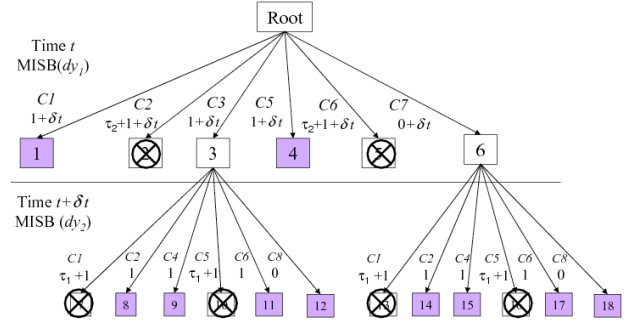 Root
Time t
MISB(dy1)
C1 C2 C3 C5 C6 C7
1+δt τ2+1+δt 1+δt 1+δt τ2+1+δt 0+δt
1 2 3 4 5 6
Time t+δt
MISB (dy2)
C1 C2 C4 C5 C6 C8 C1 C2 C4 C5 C6 C8
τ1+1 1 1 τ1+1 1 0 τ1+1 1 1 τ1+1 1 0
8 9 11 12 13 14 15 17 18